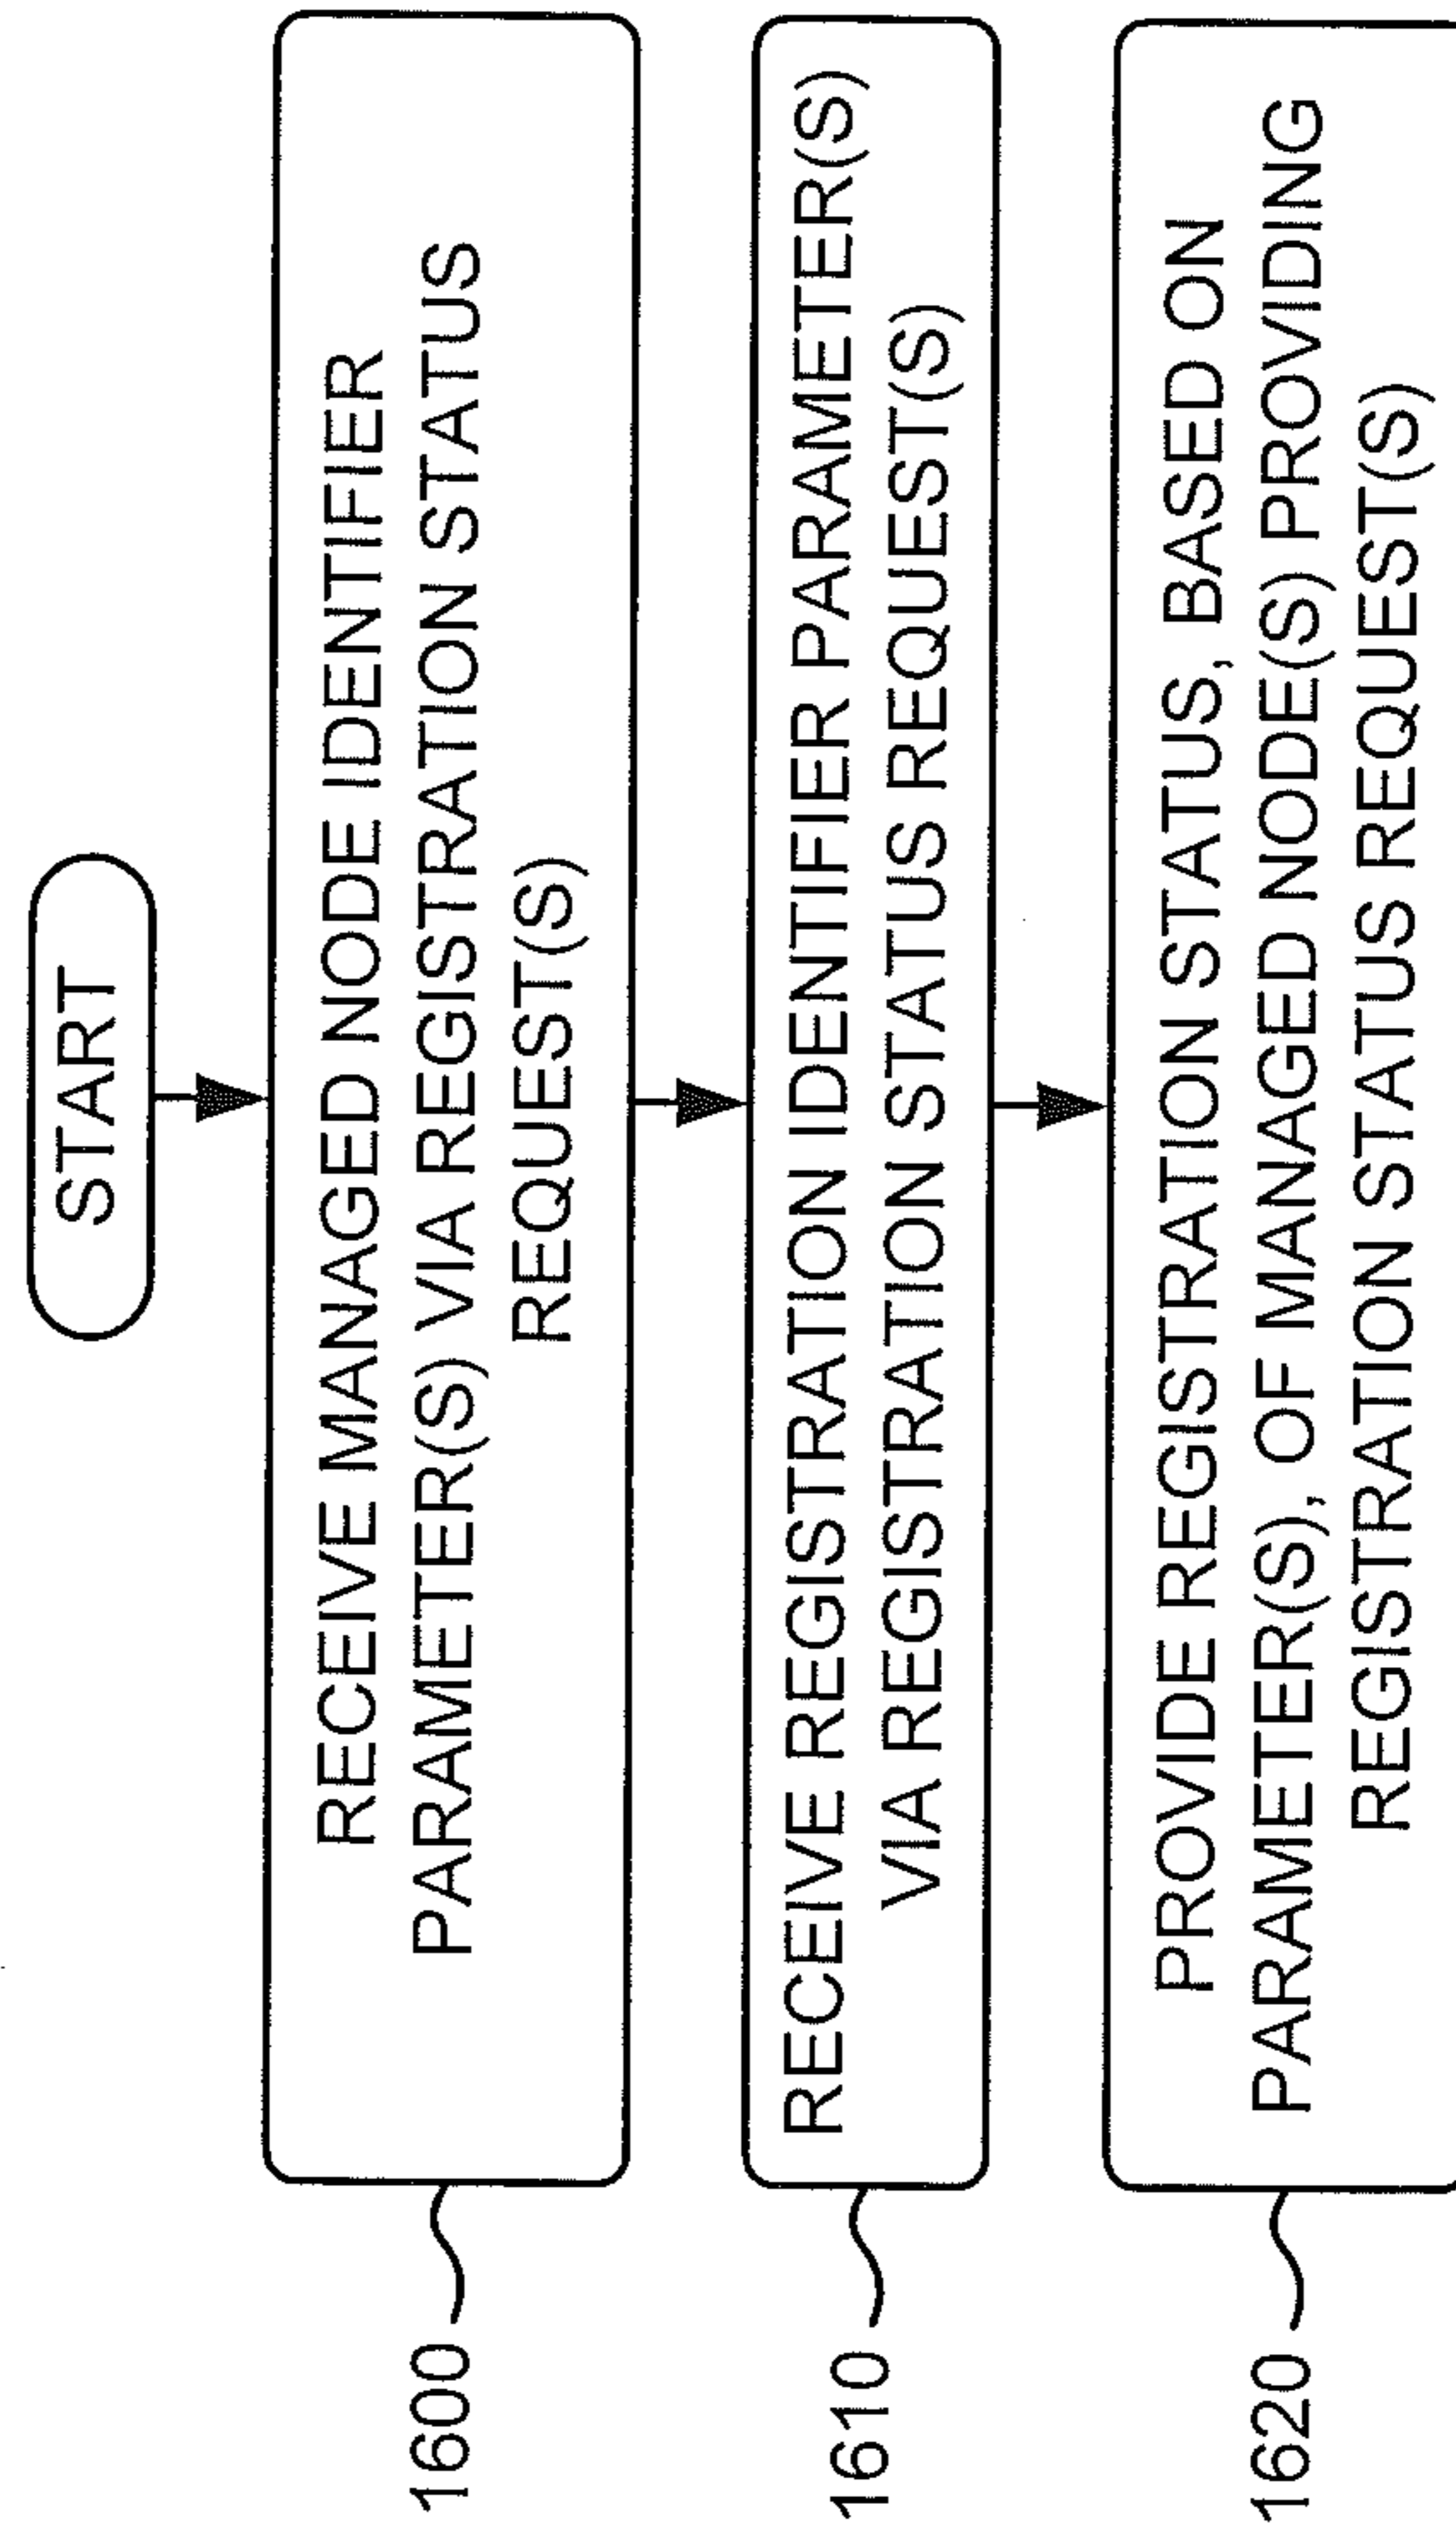 START
RECEIVE MANAGED NODE IDENTIFIER
PARAMETER(S) VIA REGISTRATION STATUS
REQUEST(S)
1600
RECEIVE REGISTRATION IDENTIFIER PARAMETER(S)
VIA REGISTRATION STATUS REQUEST(S)
1610
PROVIDE REGISTRATION STATUS, BASED ON
PARAMETER(S), OF MANAGED NODE(S) PROVIDING
REGISTRATION STATUS REQUEST(S)
1620